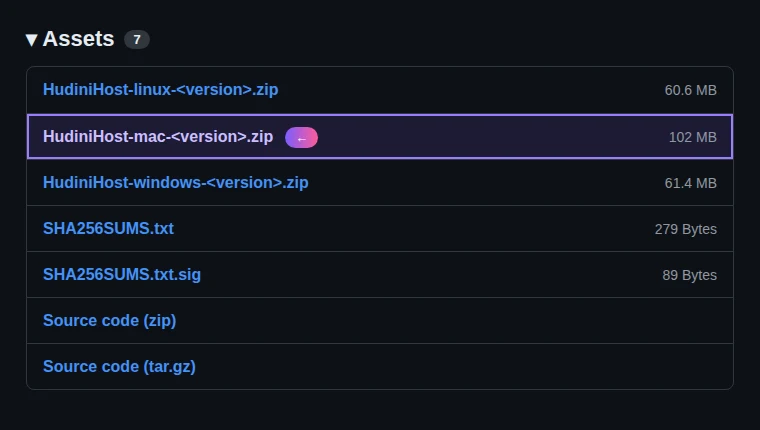 ▼ Assets 7
HudiniHost-linux-<version>.zip 60.6 MB
HudiniHost-mac-<version>.zip ← 102 MB
HudiniHost-windows-<version>.zip 61.4 MB
SHA256SUMS.txt 279 Bytes
SHA256SUMS.txt.sig 89 Bytes
Source code (zip)
Source code (tar.gz)